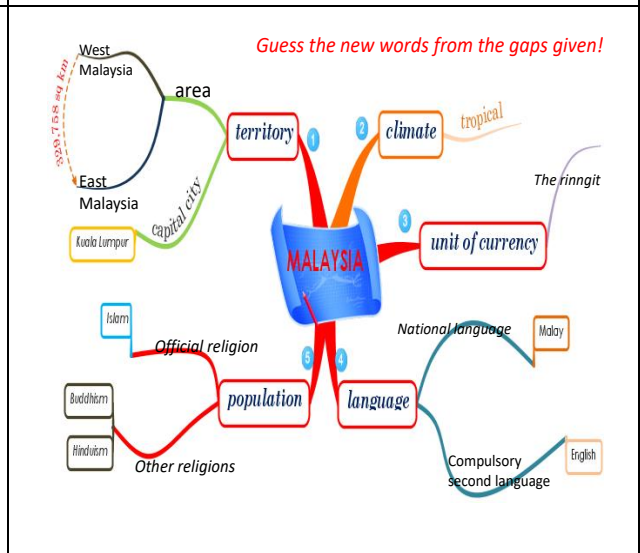 Guess the new words from the gaps given!
West
Malaysia
area
329,758 sq km
East
Malaysia
capital city
Kuala Lumpur
territory
1
2
climate
tropical
The rinngit
3
unit of currency
MALAYSIA
Islam
Official religion
5
population
Buddhism
Hinduism
Other religions
4
language
National language
Malay
Compulsory
second language
English